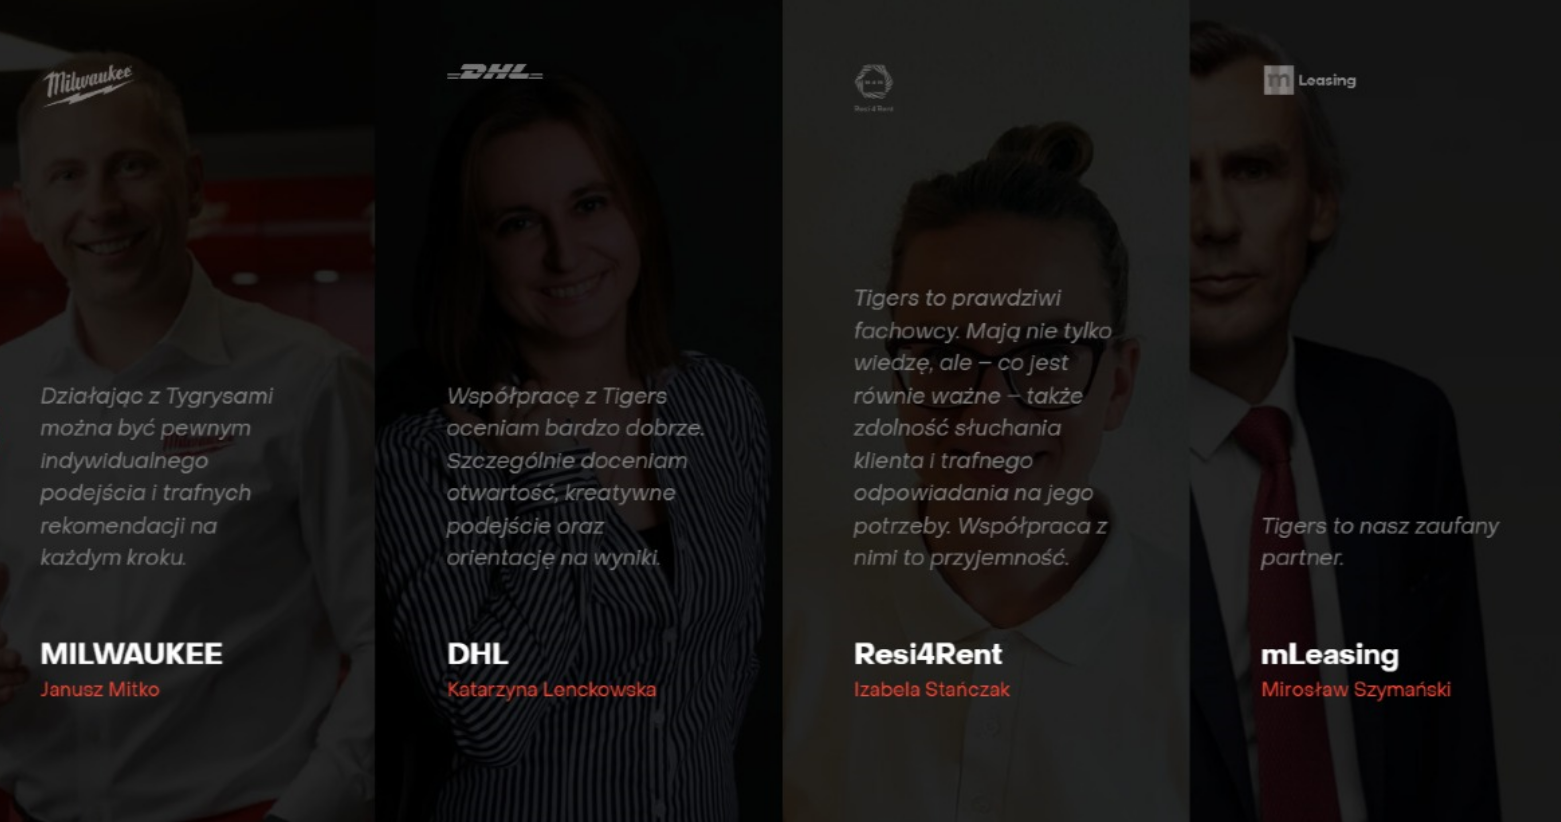 Milwaukee
Działając z Tygrysami
można być pewnym
indywidualnego
podejścia i trafnych
rekomendacji na
każdym kroku.
MILWAUKEE
Janusz Mitko
DHL
Współpracę z Tigers
oceniam bardzo dobrze.
Szczególnie doceniam
otwartość, kreatywne
podejście oraz
orientację na wyniki.
DHL
Katarzyna Lenckowska
Resi4Rent
Tigers to prawdziwi
fachowcy. Mają nie tylko
wiedzę, ale – co jest
równie ważne – także
zdolność słuchania
klienta i trafnego
odpowiadania na jego
potrzeby. Współpraca z
nimi to przyjemność.
Resi4Rent
Izabela Stańczak
m Leasing
Tigers to nasz zaufany
partner.
mLeasing
Mirosław Szymański